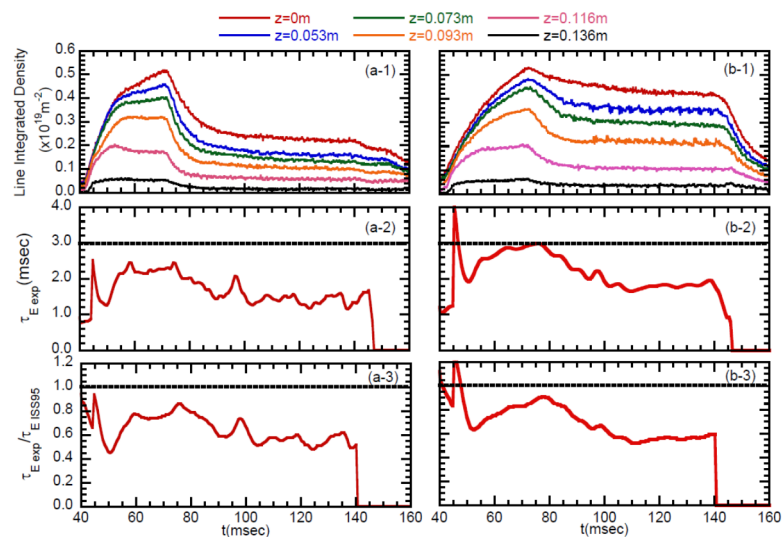 z=0m z=0.073m z=0.116m
z=0.053m z=0.093m z=0.136m
Line Integrated Density
(x10¹⁹m⁻²)
0.6
0.5
0.4
0.3
0.2
0.1
0.0
(a-1)
(b-1)
τE exp (msec)
4.0
3.0
2.0
1.0
0.0
(a-2)
(b-2)
τE exp/τE ISS95
1.2
1.0
0.8
0.6
0.4
0.2
0.0
(a-3)
(b-3)
40 60 80 100 120 140 160 40 60 80 100 120 140 160
t(msec) t(msec)